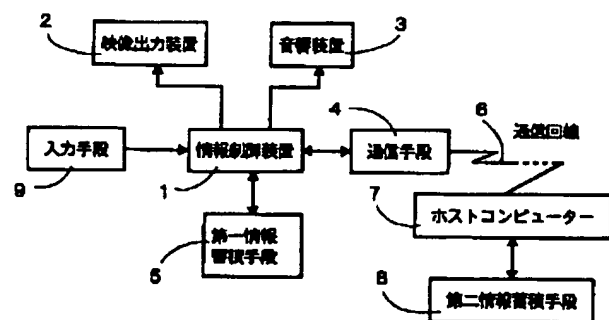 2
映像出力装置
音響装置
3
4
6
通信回線
入力手段
9
情報制御装置
1
通信手段
7
ホストコンピューター
第一情報
蓄積手段
5
8
第二情報蓄積手段